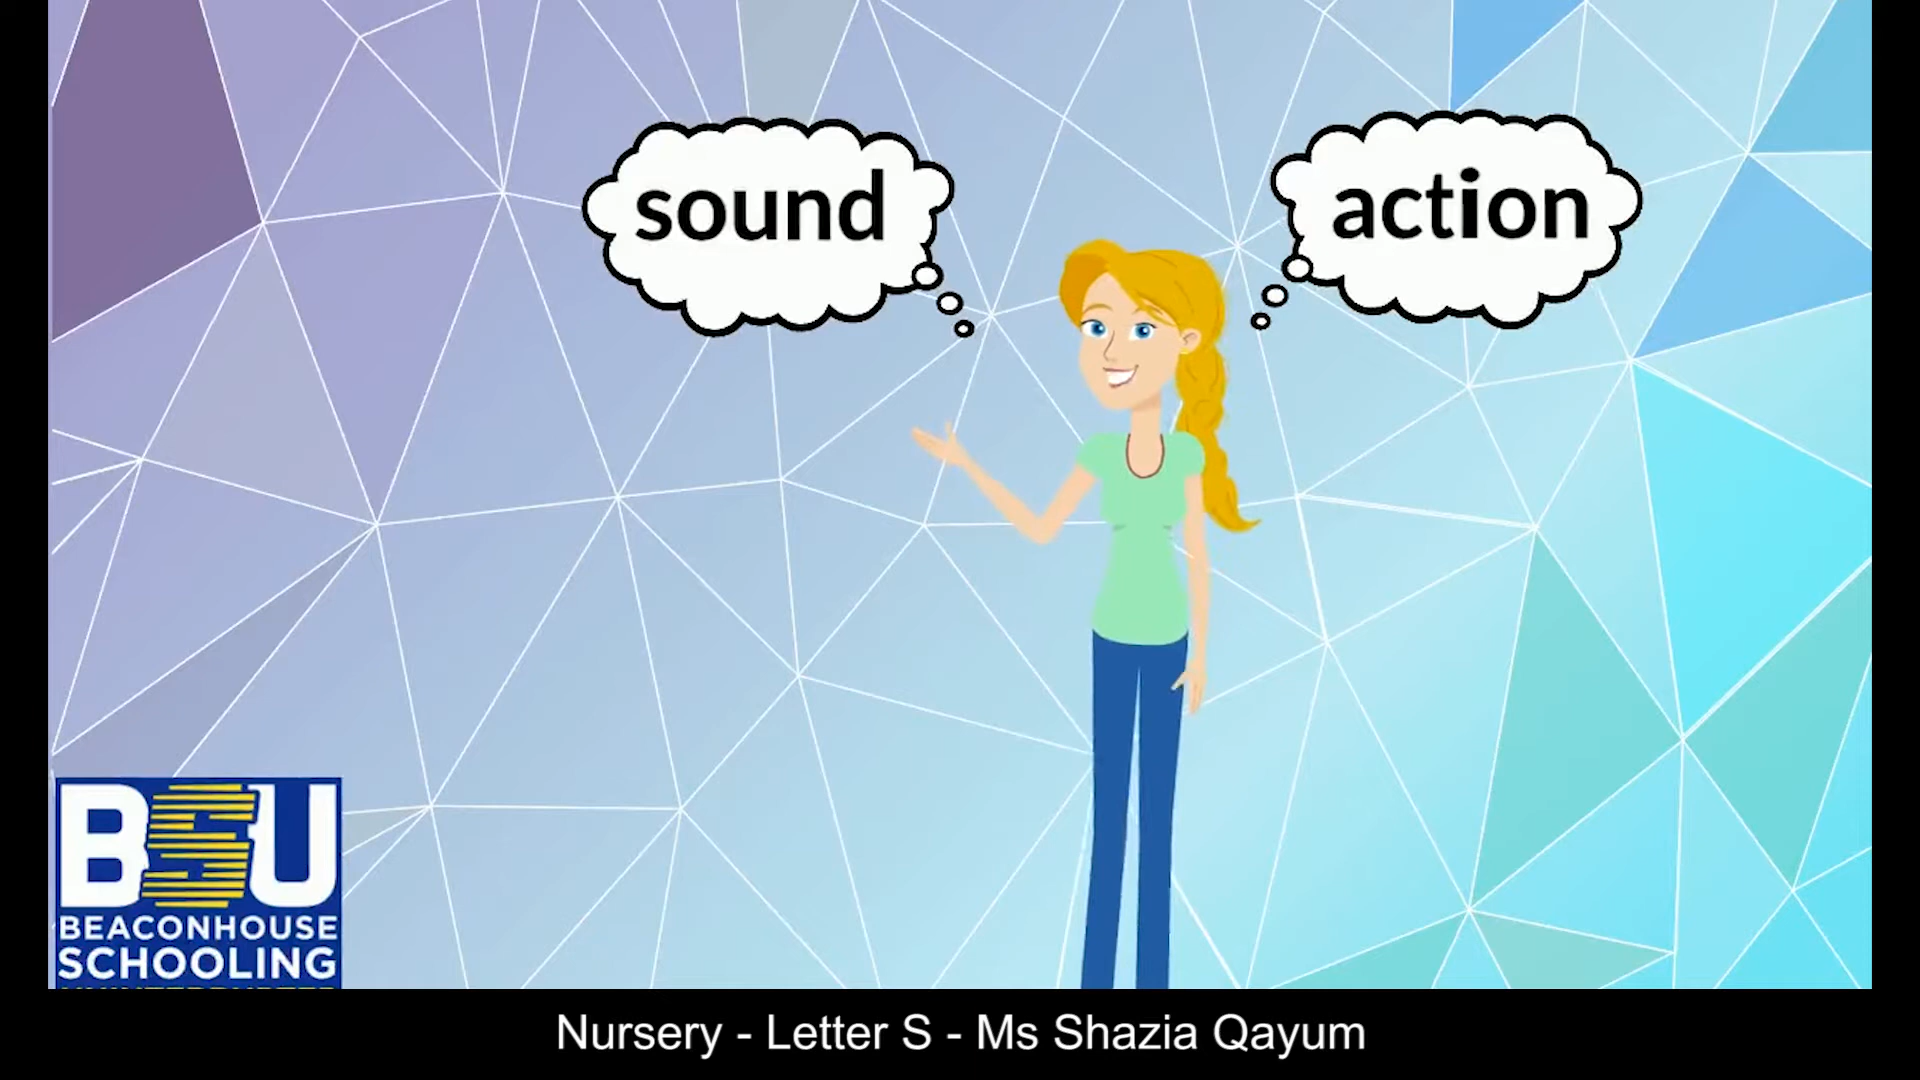 sound
action
BSU
BEACONHOUSE
SCHOOLING
Nursery - Letter S - Ms Shazia Qayum